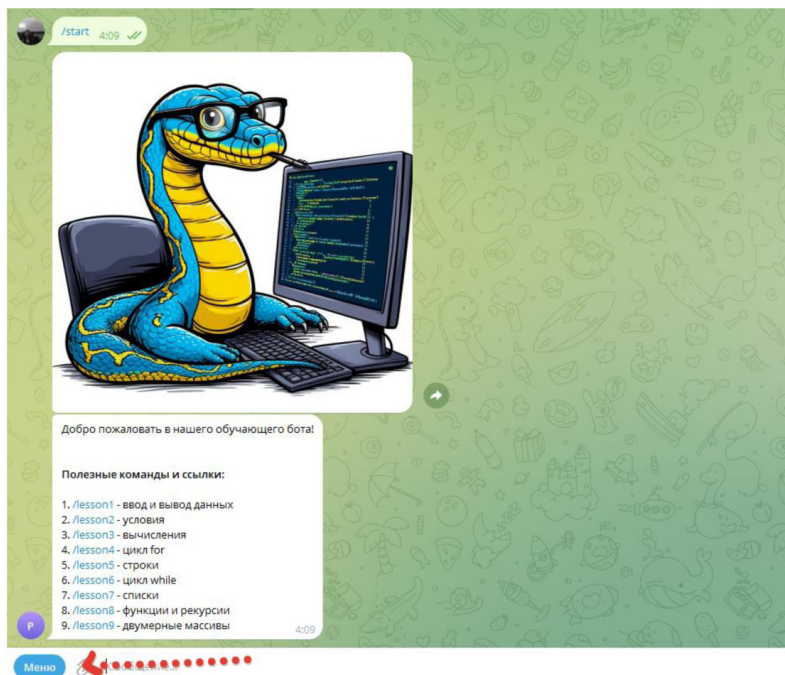 /start 4:09
Добро пожаловать в нашего обучающего бота!
Полезные команды и ссылки:
1. /lesson1 - ввод и вывод данных
2. /lesson2 - условия
3. /lesson3 - вычисления
4. /lesson4 - цикл for
5. /lesson5 - строки
6. /lesson6 - цикл while
7. /lesson7 - списки
8. /lesson8 - функции и рекурсии
9. /lesson9 - двумерные массивы
4:09
P
Меню